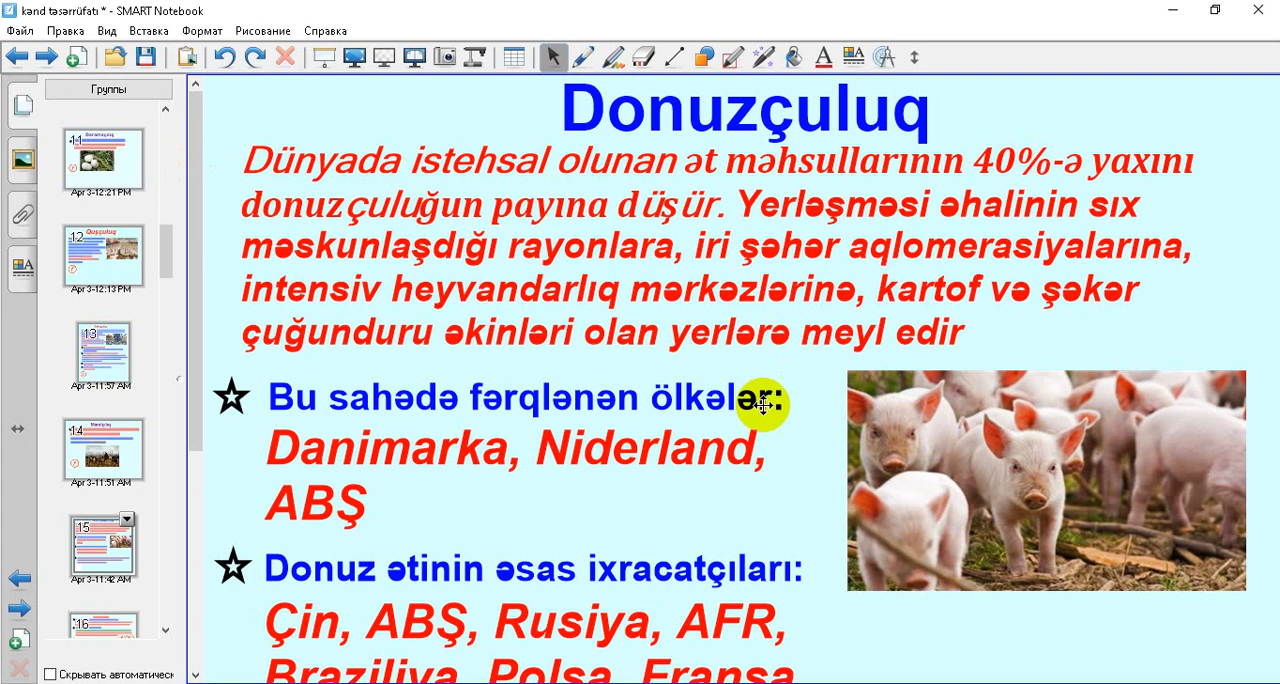 kənd təsərrüfatı * - SMART Notebook
Файл Правка Вид Вставка Формат Рисование Справка
Группы
11
Apr 3-12:21 PM
12 Quşçuluq
Apr 3-12:13 PM
13
Apr 3-11:57 AM
14
Apr 3-11:51 AM
15
Apr 3-11:42 AM
16
Скрывать автоматическ
Donuzçuluq
Dünyada istehsal olunan ət məhsullarının 40%-ə yaxını
donuzçuluğun payına düşür. Yerləşməsi əhalinin sıx
məskunlaşdığı rayonlara, iri şəhər aqlomerasiyalarına,
intensiv heyvandarlıq mərkəzlərinə, kartof və şəkər
çuğunduru əkinləri olan yerlərə meyl edir
Bu sahədə fərqlənən ölkələr:
Danimarka, Niderland,
ABŞ
Donuz ətinin əsas ixracatçıları:
Çin, ABŞ, Rusiya, AFR,
Braziliya, Polşa, Fransa